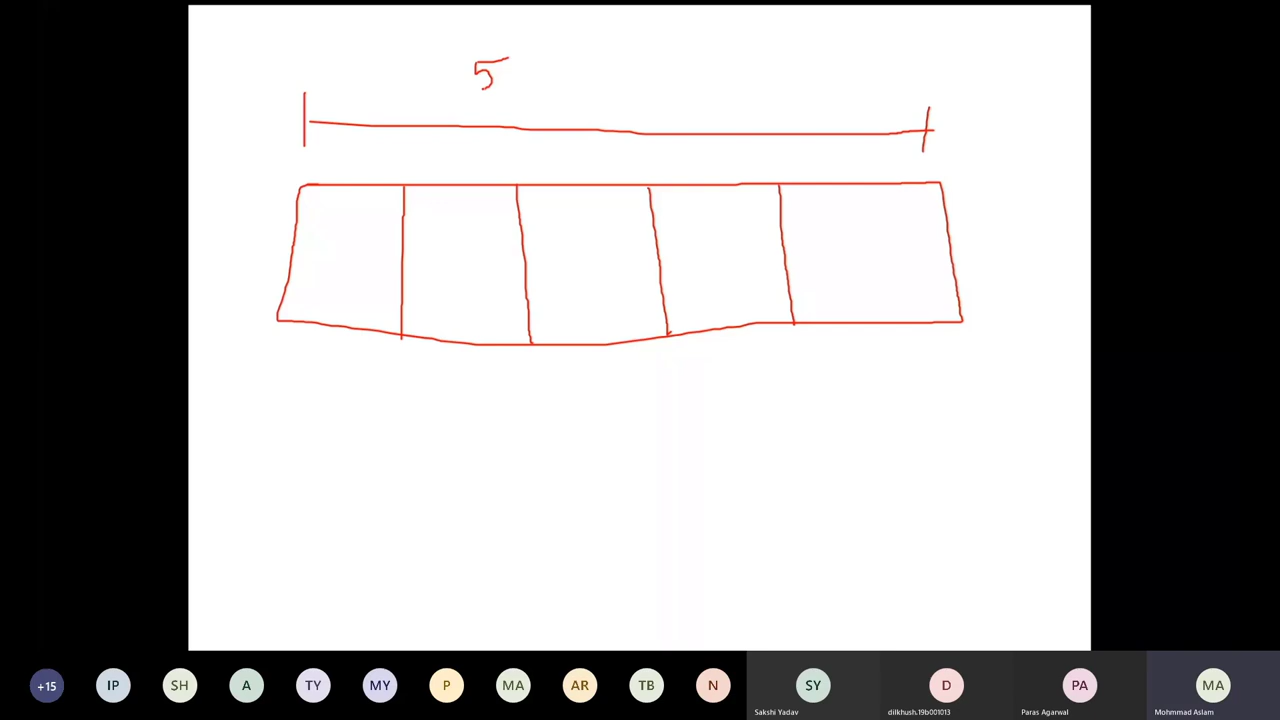 5
+15 IP SH A TY MY P MA AR TB N SY D PA MA
Sakshi Yadav dilkhush.19b001013 Paras Agarwal Mohmmad Aslam